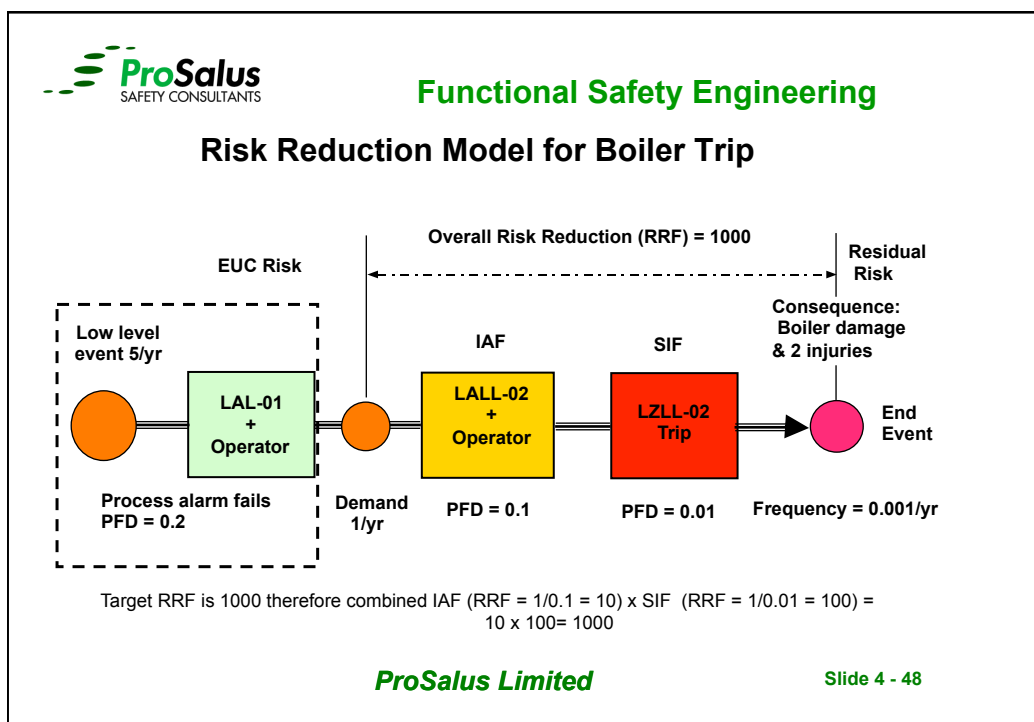 ProSalus
SAFETY CONSULTANTS
Functional Safety Engineering
Risk Reduction Model for Boiler Trip
Overall Risk Reduction (RRF) = 1000
EUC Risk
Residual
Risk
Low level
event 5/yr
LAL-01
+
Operator
Process alarm fails
PFD = 0.2
Demand
1/yr
IAF
LALL-02
+
Operator
PFD = 0.1
SIF
LZLL-02
Trip
PFD = 0.01
Consequence:
Boiler damage
& 2 injuries
End
Event
Frequency = 0.001/yr
Target RRF is 1000 therefore combined IAF (RRF = 1/0.1 = 10) x SIF (RRF = 1/0.01 = 100) =
10 x 100= 1000
ProSalus Limited
Slide 4 - 48